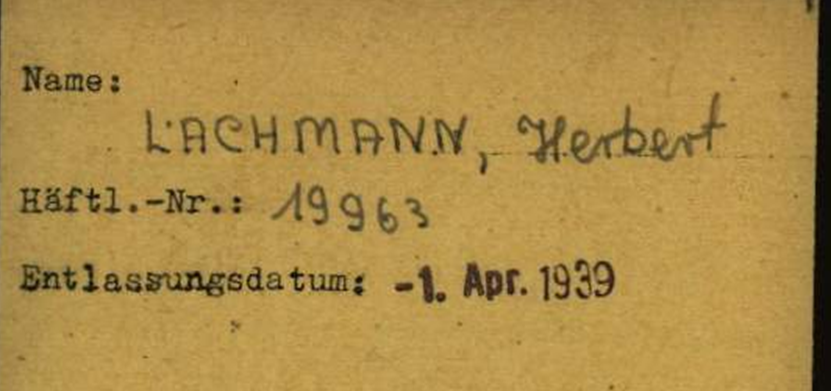 Name:
LACHMANN, Herbert
Häftl.-Nr.: 19963
Entlassungsdatum: -1. Apr. 1939